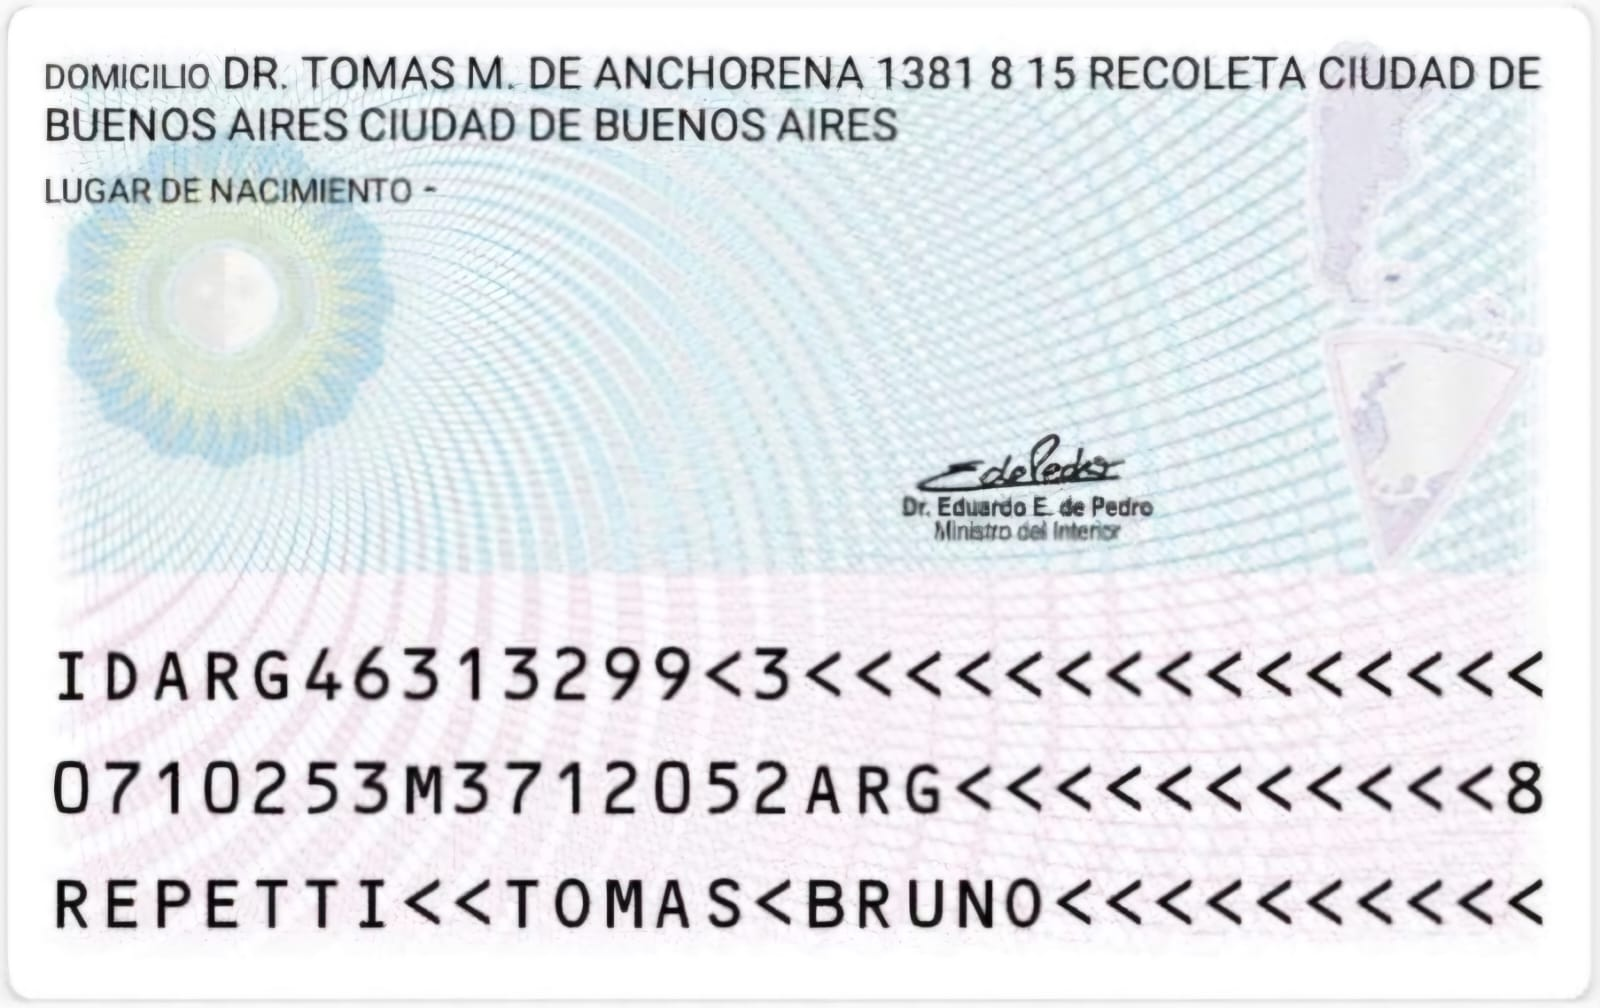 DOMICILIO DR. TOMAS M. DE ANCHORENA 1381 8 15 RECOLETA CIUDAD DE
BUENOS AIRES CIUDAD DE BUENOS AIRES
LUGAR DE NACIMIENTO -
E de Pedro
Dr. Eduardo E. de Pedro
Ministro del Interior
IDARG46313299<3<<<<<<<<<<<<<<<
0710253M3712052ARG<<<<<<<<<<<8
REPETTI<<TOMAS<BRUNO<<<<<<<<<<